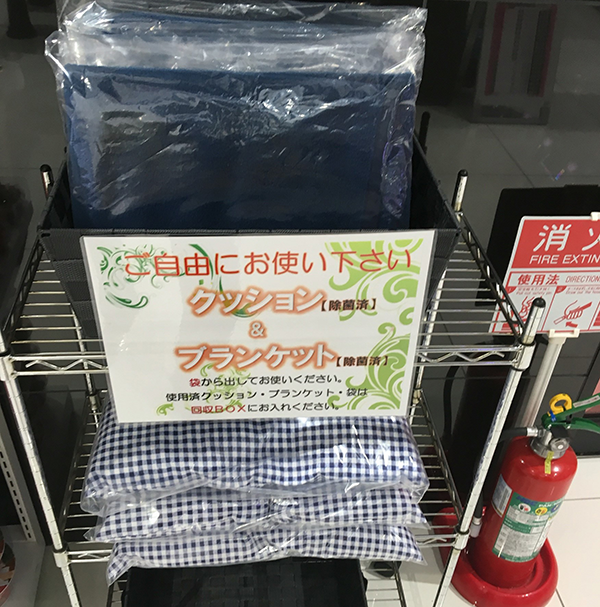 ご自由にお使い下さい
クッション【除菌済】
&
ブランケット【除菌済】
袋から出してお使いください。
使用済クッション・ブランケット・袋は
回収BOXにお入れください。
消火
FIRE EXTIN
使用法 DIRECTION